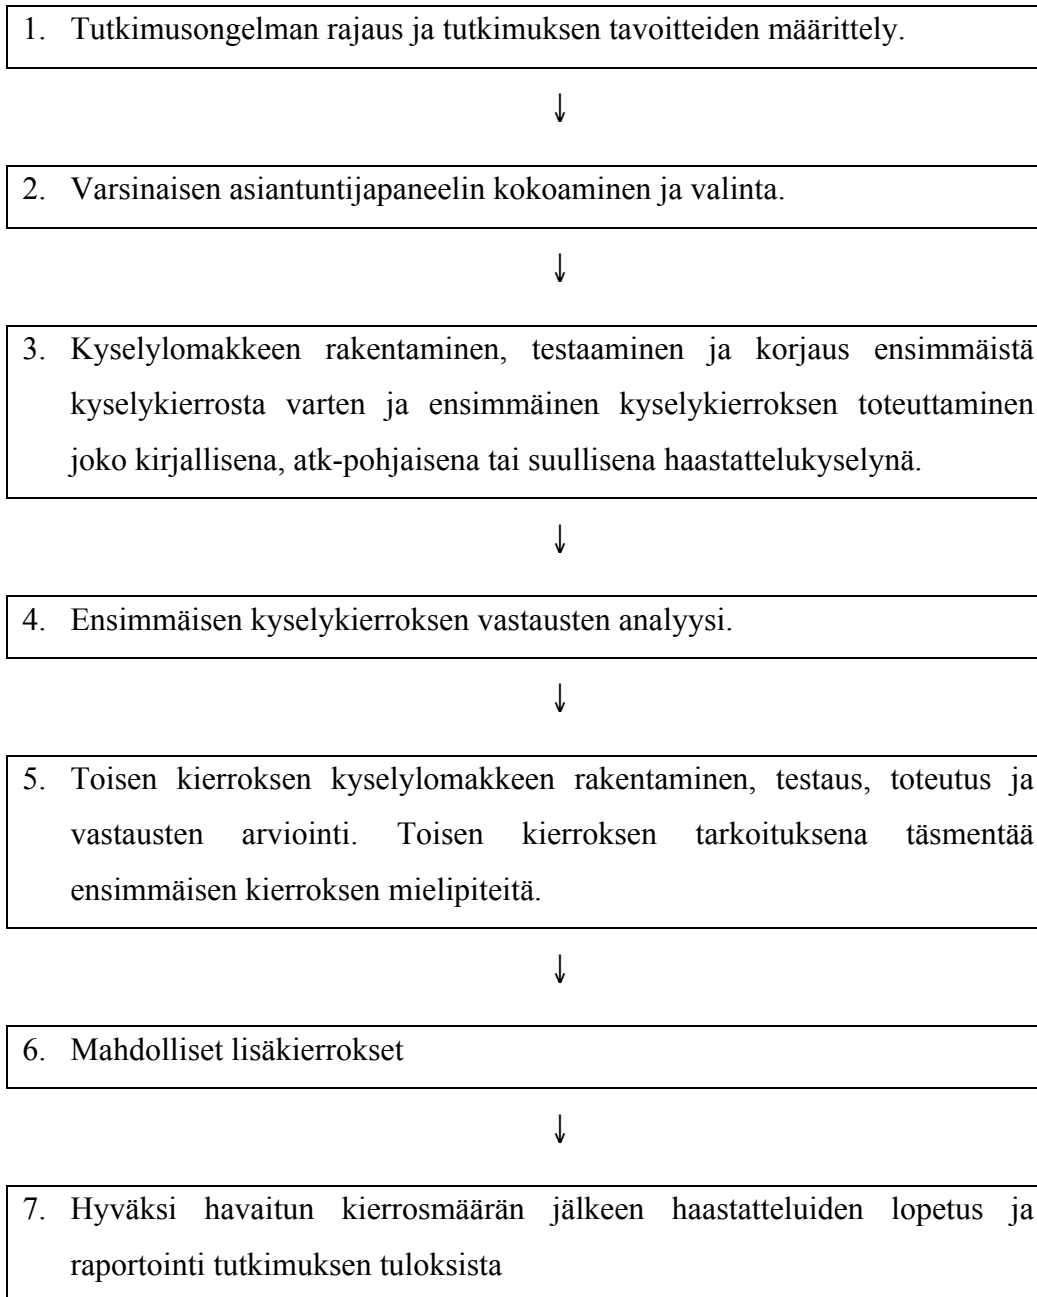 1. Tutkimusongelman rajaus ja tutkimuksen tavoitteiden määrittely.
↓
2. Varsinaisen asiantuntijapaneelin kokoaminen ja valinta.
↓
3. Kyselylomakkeen rakentaminen, testaaminen ja korjaus ensimmäistä
kyselykierrosta varten ja ensimmäinen kyselykierroksen toteuttaminen
joko kirjallisena, atk-pohjaisena tai suullisena haastattelukyselynä.
↓
4. Ensimmäisen kyselykierroksen vastausten analyysi.
↓
5. Toisen kierroksen kyselylomakkeen rakentaminen, testaus, toteutus ja
vastausten arviointi. Toisen kierroksen tarkoituksena täsmentää
ensimmäisen kierroksen mielipiteitä.
↓
6. Mahdolliset lisäkierrokset
↓
7. Hyväksi havaitun kierrosmäärän jälkeen haastatteluiden lopetus ja
raportointi tutkimuksen tuloksista